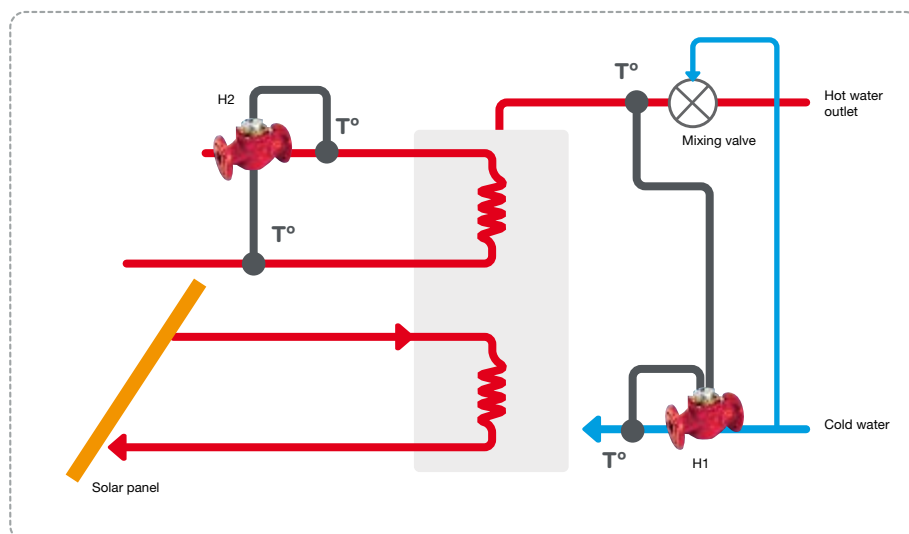 H2
T°
T°
T°
Hot water
outlet
Mixing valve
Cold water
T°
H1
Solar panel